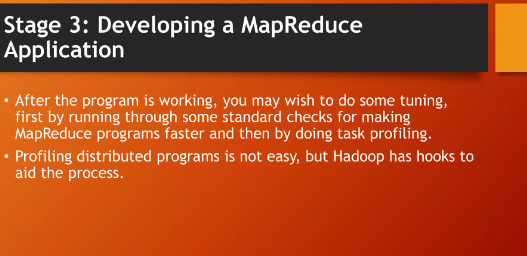 Stage 3: Developing a MapReduce
Application
• After the program is working, you may wish to do some tuning,
first by running through some standard checks for making
MapReduce programs faster and then by doing task profiling.
• Profiling distributed programs is not easy, but Hadoop has hooks to
aid the process.